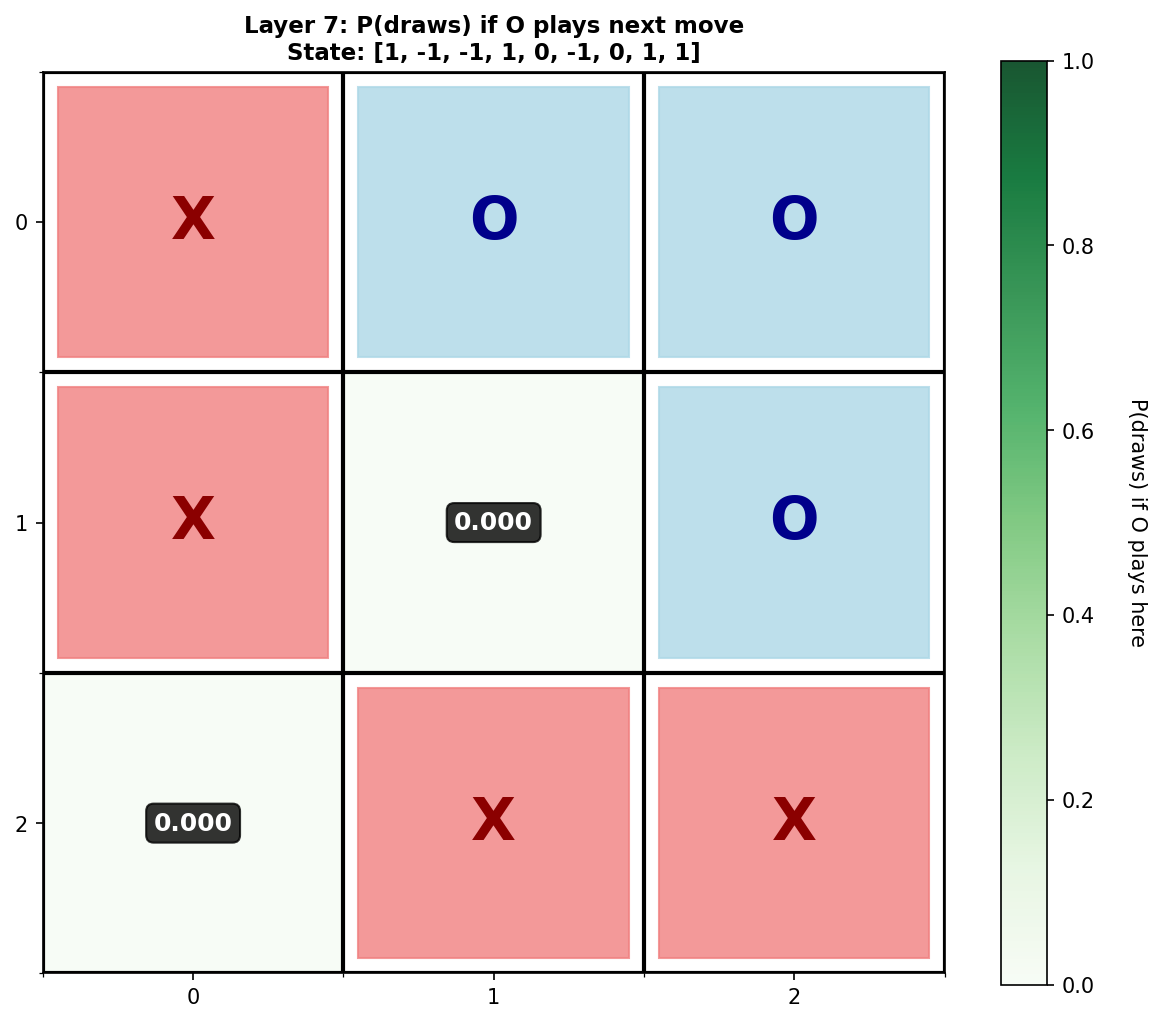 Layer 7: P(draws) if O plays next move
State: [1, -1, -1, 1, 0, -1, 0, 1, 1]
1.0
0.8
0.6
0.4
0.2
0.0
P(draws) if O plays here
0
X
O
O
1
X
0.000
O
2
0.000
X
X
0
1
2